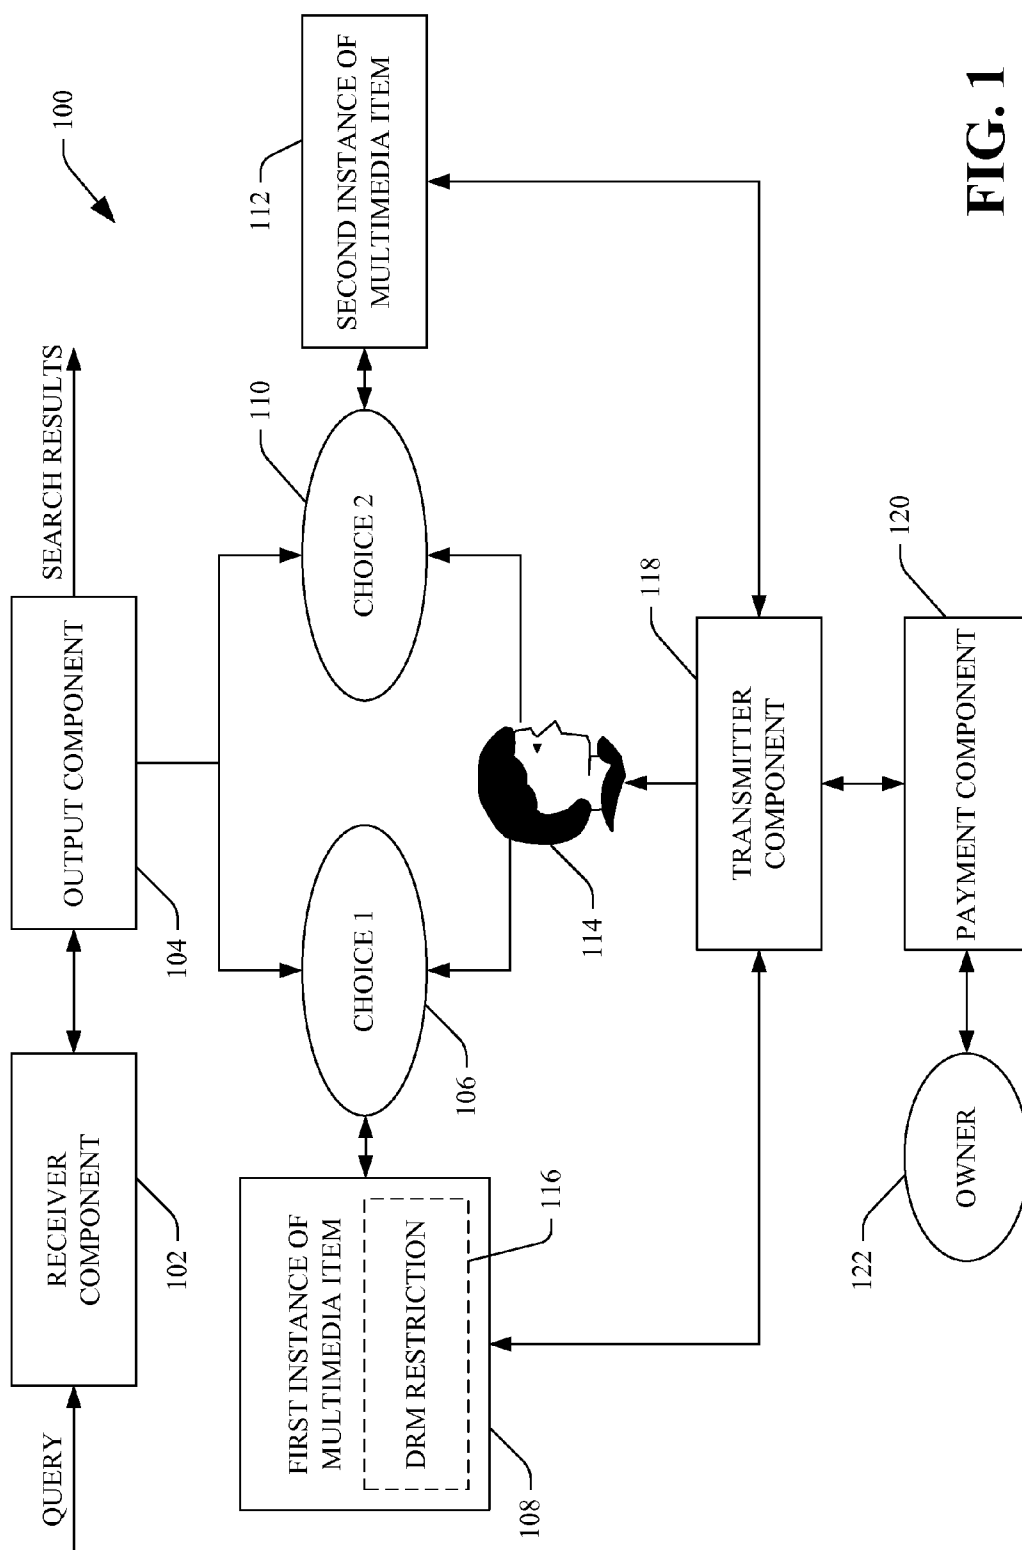 100
QUERY
RECEIVER
COMPONENT
102
OUTPUT COMPONENT
104
SEARCH RESULTS
FIRST INSTANCE OF
MULTIMEDIA ITEM
DRM RESTRICTION
108
116
CHOICE 1
106
CHOICE 2
110
SECOND INSTANCE OF
MULTIMEDIA ITEM
112
114
TRANSMITTER
COMPONENT
118
OWNER
122
PAYMENT COMPONENT
120
FIG. 1